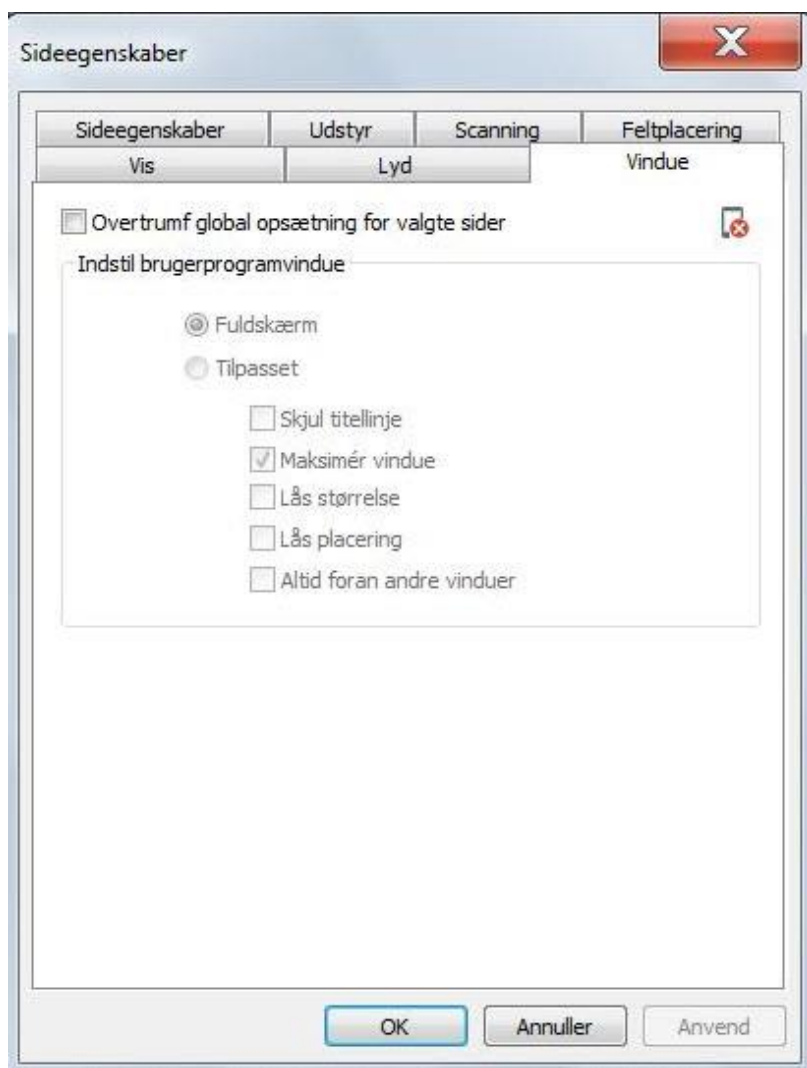 Sideegenskaber
Sideegenskaber Udstyr Scanning Feltplacering
Vis Lyd Vindue
Overtrumf global opsætning for valgte sider
Indstil brugerprogramvindue
Fuldskærm
Tilpasset
Skjul titellinje
Maksimér vindue
Lås størrelse
Lås placering
Altid foran andre vinduer
OK Annuller Anvend